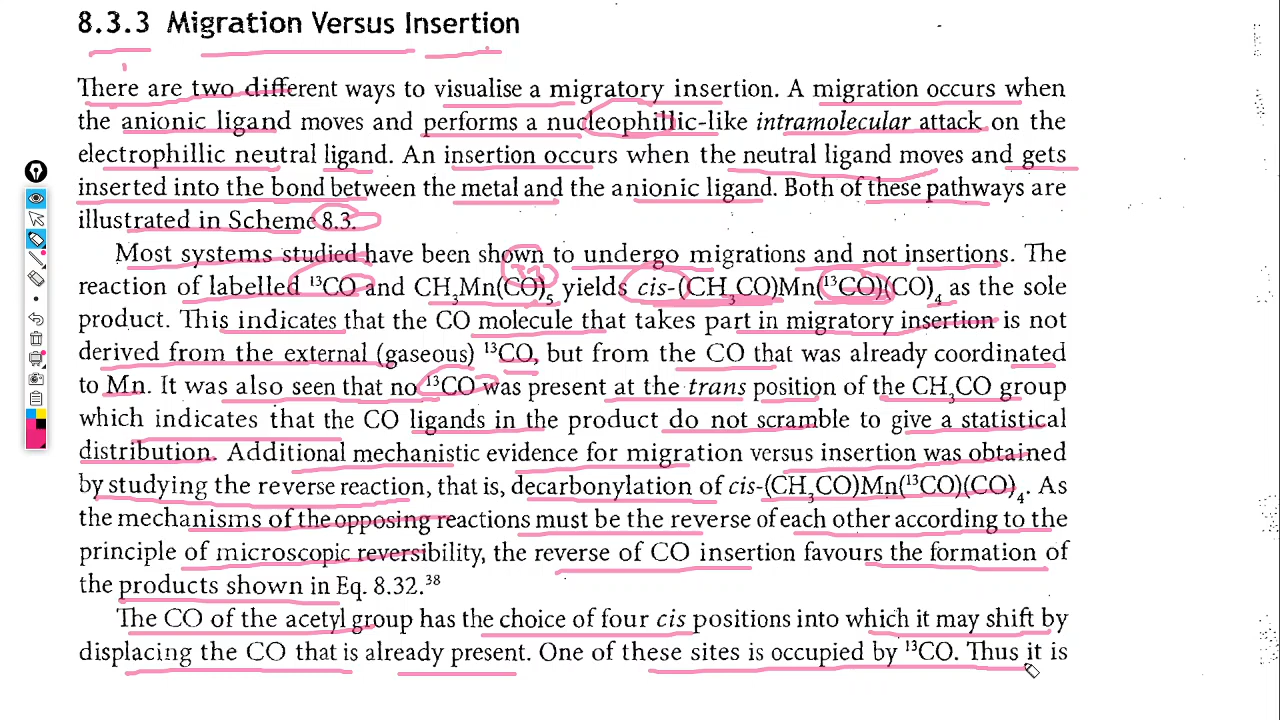 8.3.3 Migration Versus Insertion
There are two different ways to visualise a migratory insertion. A migration occurs when
the anionic ligand moves and performs a nucleophillic-like intramolecular attack on the
electrophillic neutral ligand. An insertion occurs when the neutral ligand moves and gets
inserted into the bond between the metal and the anionic ligand. Both of these pathways are
illustrated in Scheme 8.3.
Most systems studied have been shown to undergo migrations and not insertions. The
reaction of labelled ¹³CO and CH₃Mn(CO)₅ yields cis-(CH₃CO)Mn(¹³CO)(CO)₄ as the sole
product. This indicates that the CO molecule that takes part in migratory insertion is not
derived from the external (gaseous) ¹³CO, but from the CO that was already coordinated
to Mn. It was also seen that no ¹³CO was present at the trans position of the CH₃CO group
which indicates that the CO ligands in the product do not scramble to give a statistical
distribution. Additional mechanistic evidence for migration versus insertion was obtained
by studying the reverse reaction, that is, decarbonylation of cis-(CH₃CO)Mn(¹³CO)(CO)₄. As
the mechanisms of the opposing reactions must be the reverse of each other according to the
principle of microscopic reversibility, the reverse of CO insertion favours the formation of
the products shown in Eq. 8.32.³⁸
The CO of the acetyl group has the choice of four cis positions into which it may shift by
displacing the CO that is already present. One of these sites is occupied by ¹³CO. Thus it is